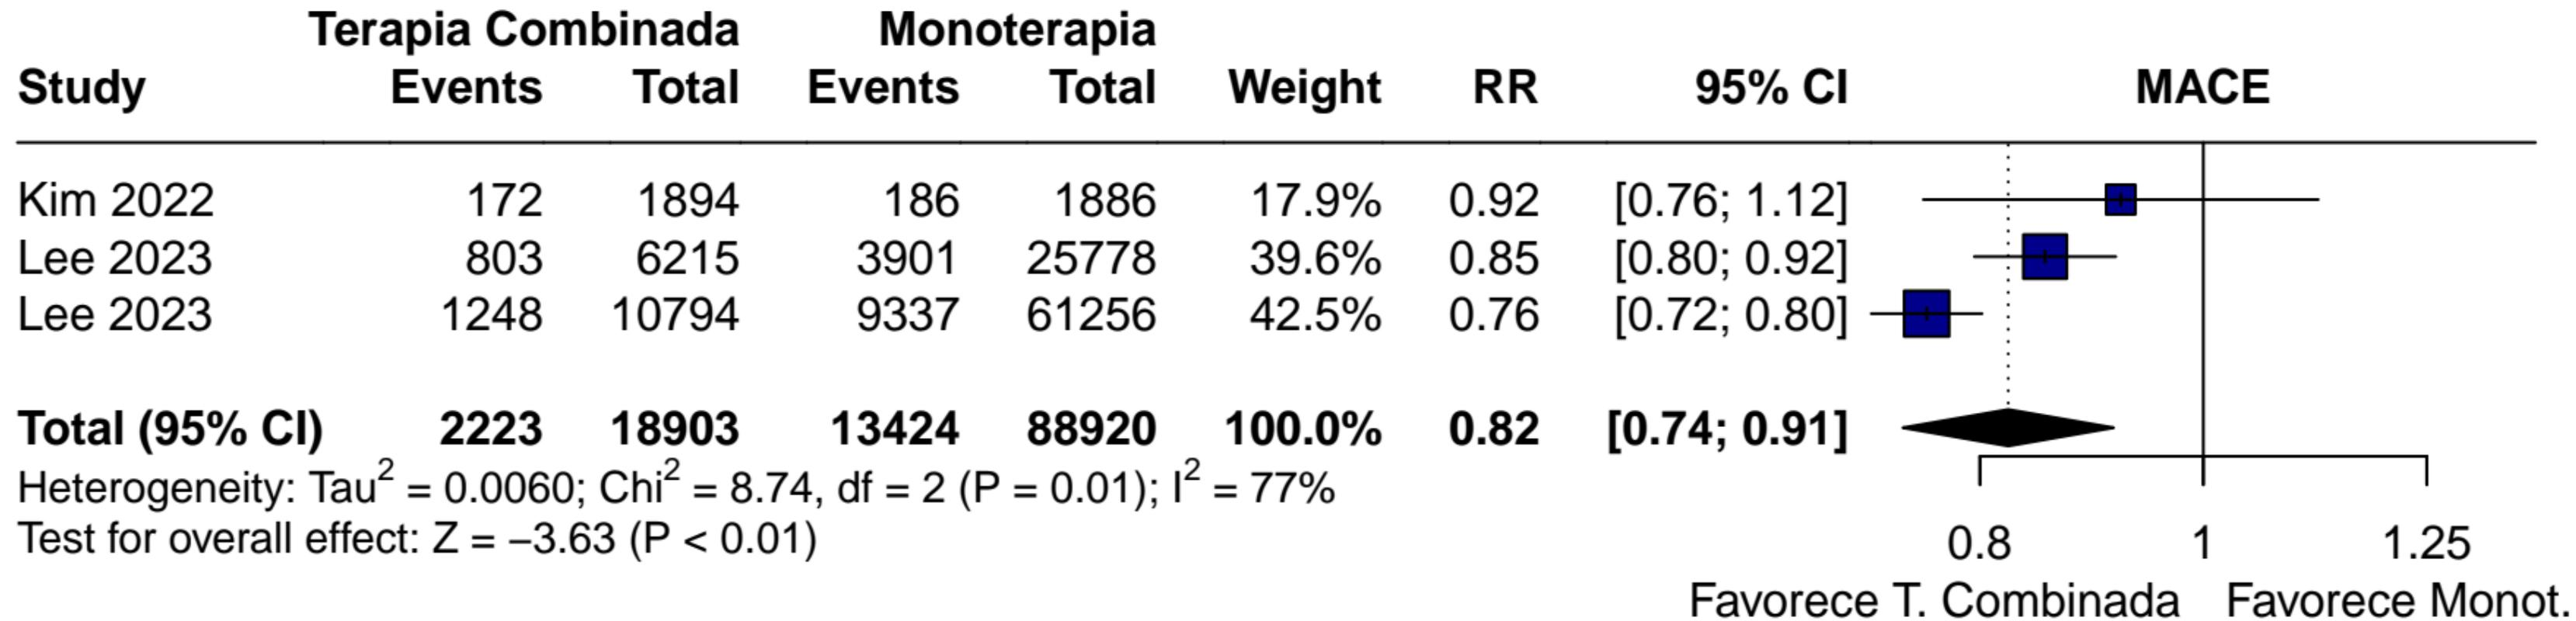 Terapia Combinada Monoterapia
Study Events Total Events Total Weight RR 95% CI MACE
Kim 2022 172 1894 186 1886 17.9% 0.92 [0.76; 1.12]
Lee 2023 803 6215 3901 25778 39.6% 0.85 [0.80; 0.92]
Lee 2023 1248 10794 9337 61256 42.5% 0.76 [0.72; 0.80]
Total (95% CI) 2223 18903 13424 88920 100.0% 0.82 [0.74; 0.91]
Heterogeneity: Tau² = 0.0060; Chi² = 8.74, df = 2 (P = 0.01); I² = 77%
Test for overall effect: Z = −3.63 (P < 0.01)
0.8 1 1.25
Favorece T. Combinada Favorece Monot.